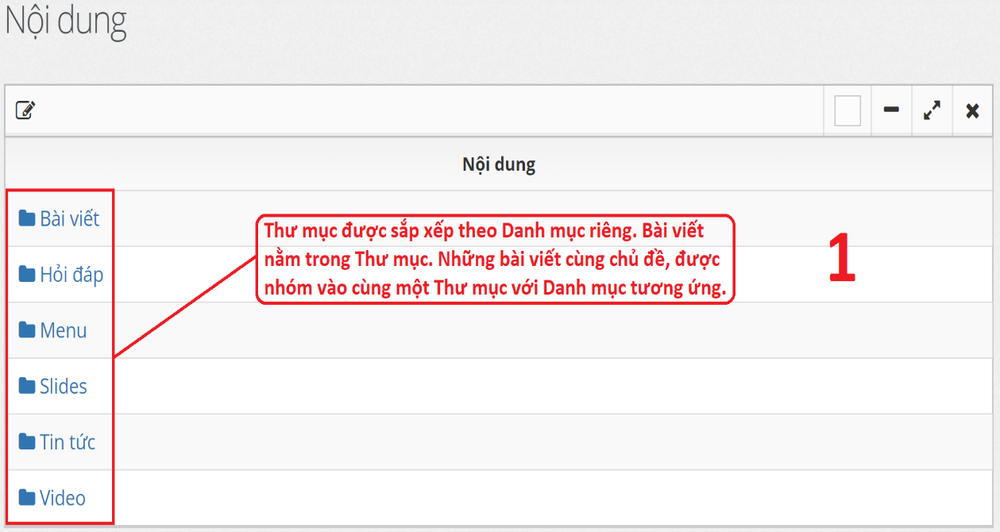 Nội dung
Nội dung
Bài viết
Thư mục được sắp xếp theo Danh mục riêng. Bài viết
nằm trong Thư mục. Những bài viết cùng chủ đề, được
nhóm vào cùng một Thư mục với Danh mục tương ứng.
1
Hỏi đáp
Menu
Slides
Tin tức
Video